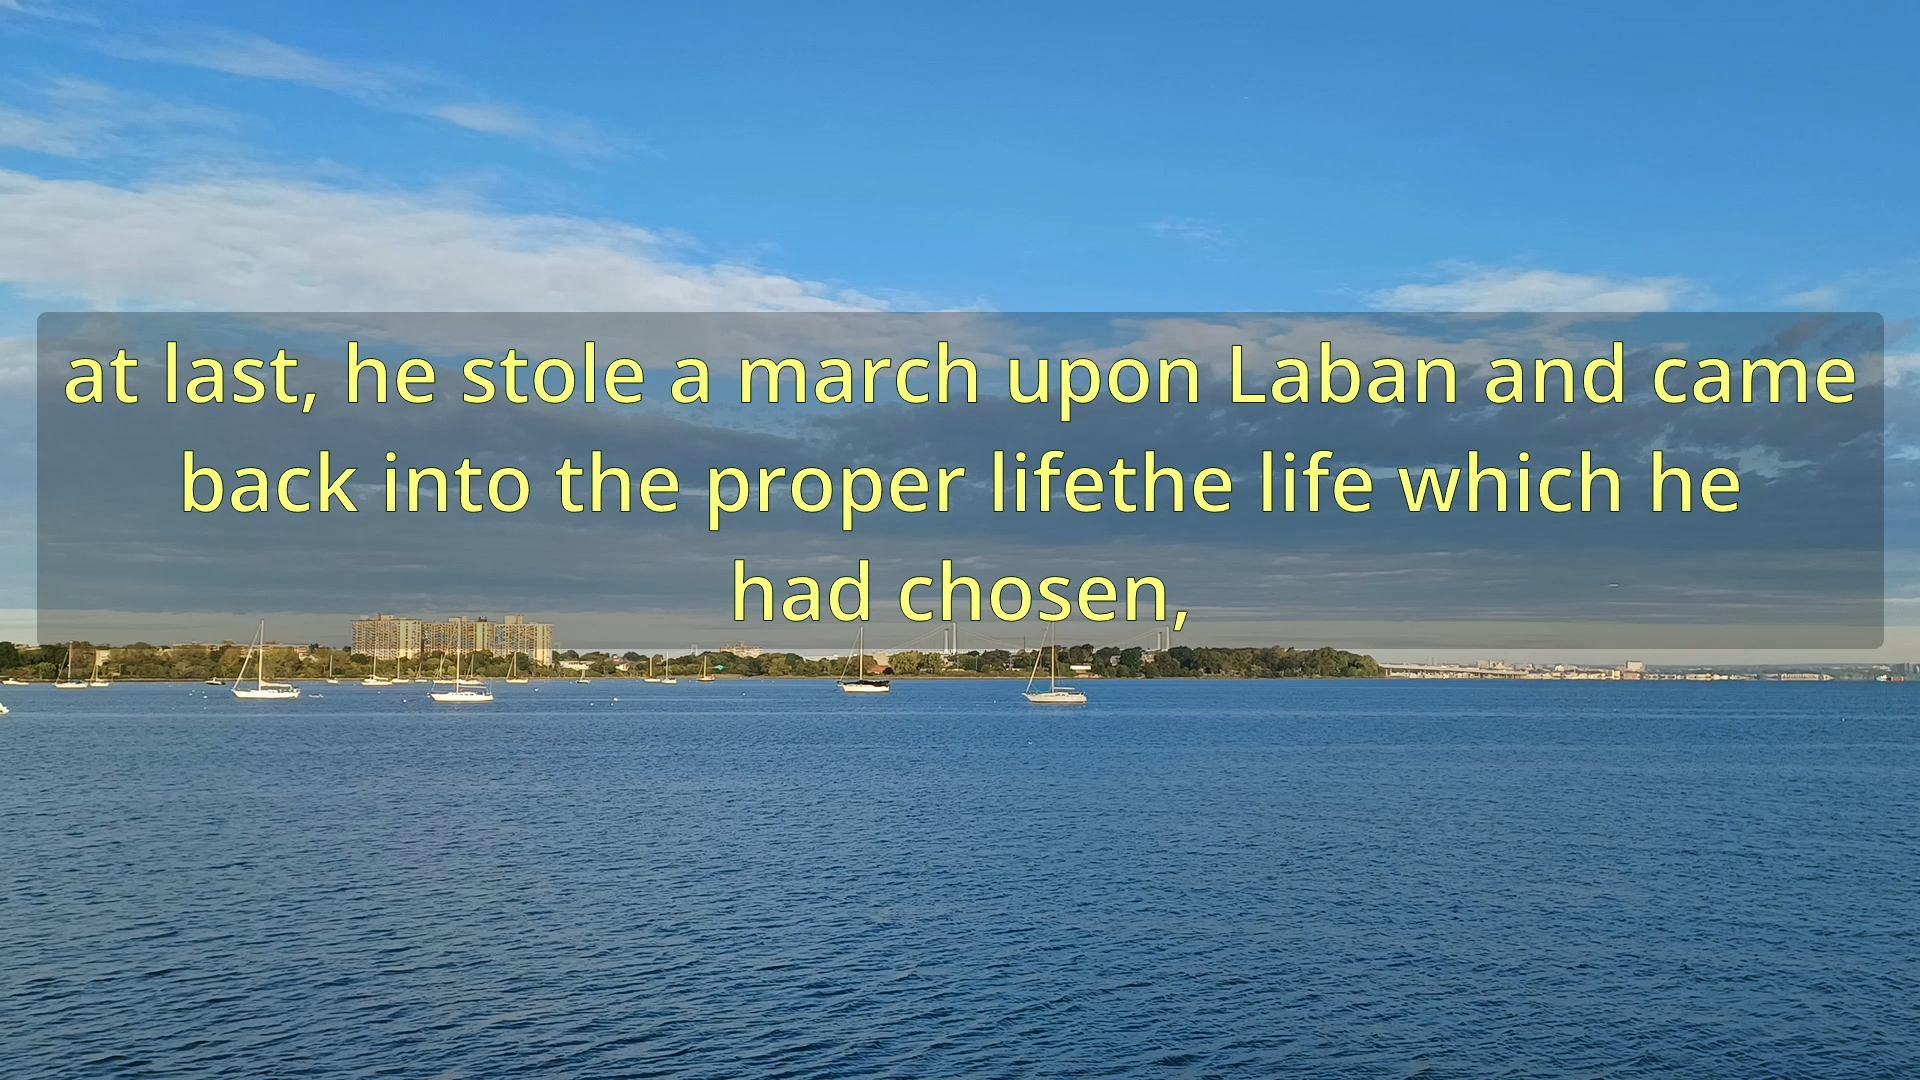 at last, he stole a march upon Laban and came
back into the proper lifethe life which he
had chosen,